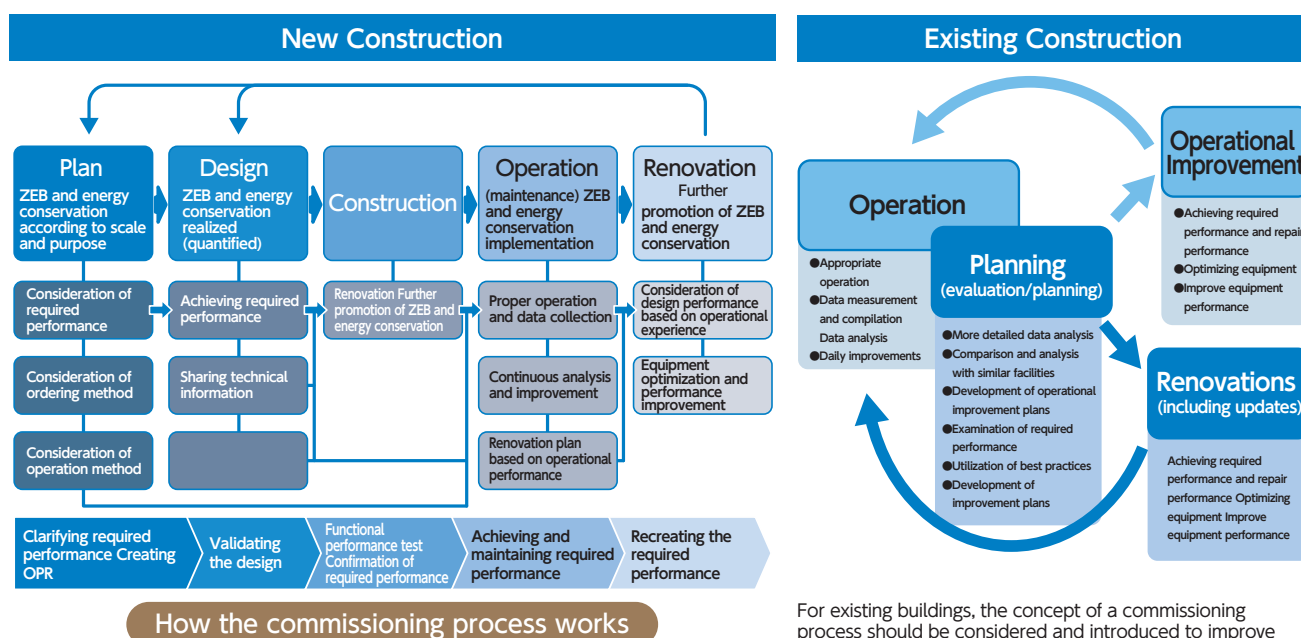 New Construction
Plan
ZEB and energy
conservation
according to scale
and purpose
Design
ZEB and energy
conservation
realized
(quantified)
Construction
Operation
(maintenance) ZEB
and energy
conservation
implementation
Renovation
Further
promotion of ZEB
and energy
conservation
Consideration of
required
performance
Achieving required
performance
Renovation Further
promotion of ZEB and
energy conservation
Proper operation
and data collection
Consideration of
design performance
based on operational
experience
Consideration of
ordering method
Sharing technical
information
Continuous analysis
and improvement
Equipment
optimization and
performance
improvement
Consideration of
operation method
Renovation plan
based on operational
performance
Clarifying required
performance Creating
OPR
Validating
the design
Functional
performance test
Confirmation of
required performance
Achieving and
maintaining required
performance
Recreating the
required
performance
How the commissioning process works
Existing Construction
Operation
●Appropriate
operation
●Data measurement
and compilation
Data analysis
●Daily improvements
Planning
(evaluation/planning)
●More detailed data analysis
●Comparison and analysis
with similar facilities
●Development of operational
improvement plans
●Examination of required
performance
●Utilization of best practices
●Development of
improvement plans
Operational
Improvement
●Achieving required
performance and repair
performance
●Optimizing equipment
●Improve equipment
performance
Renovations
(including updates)
Achieving required
performance and repair
performance Optimizing
equipment Improve
equipment performance
For existing buildings, the concept of a commissioning
process should be considered and introduced to improve